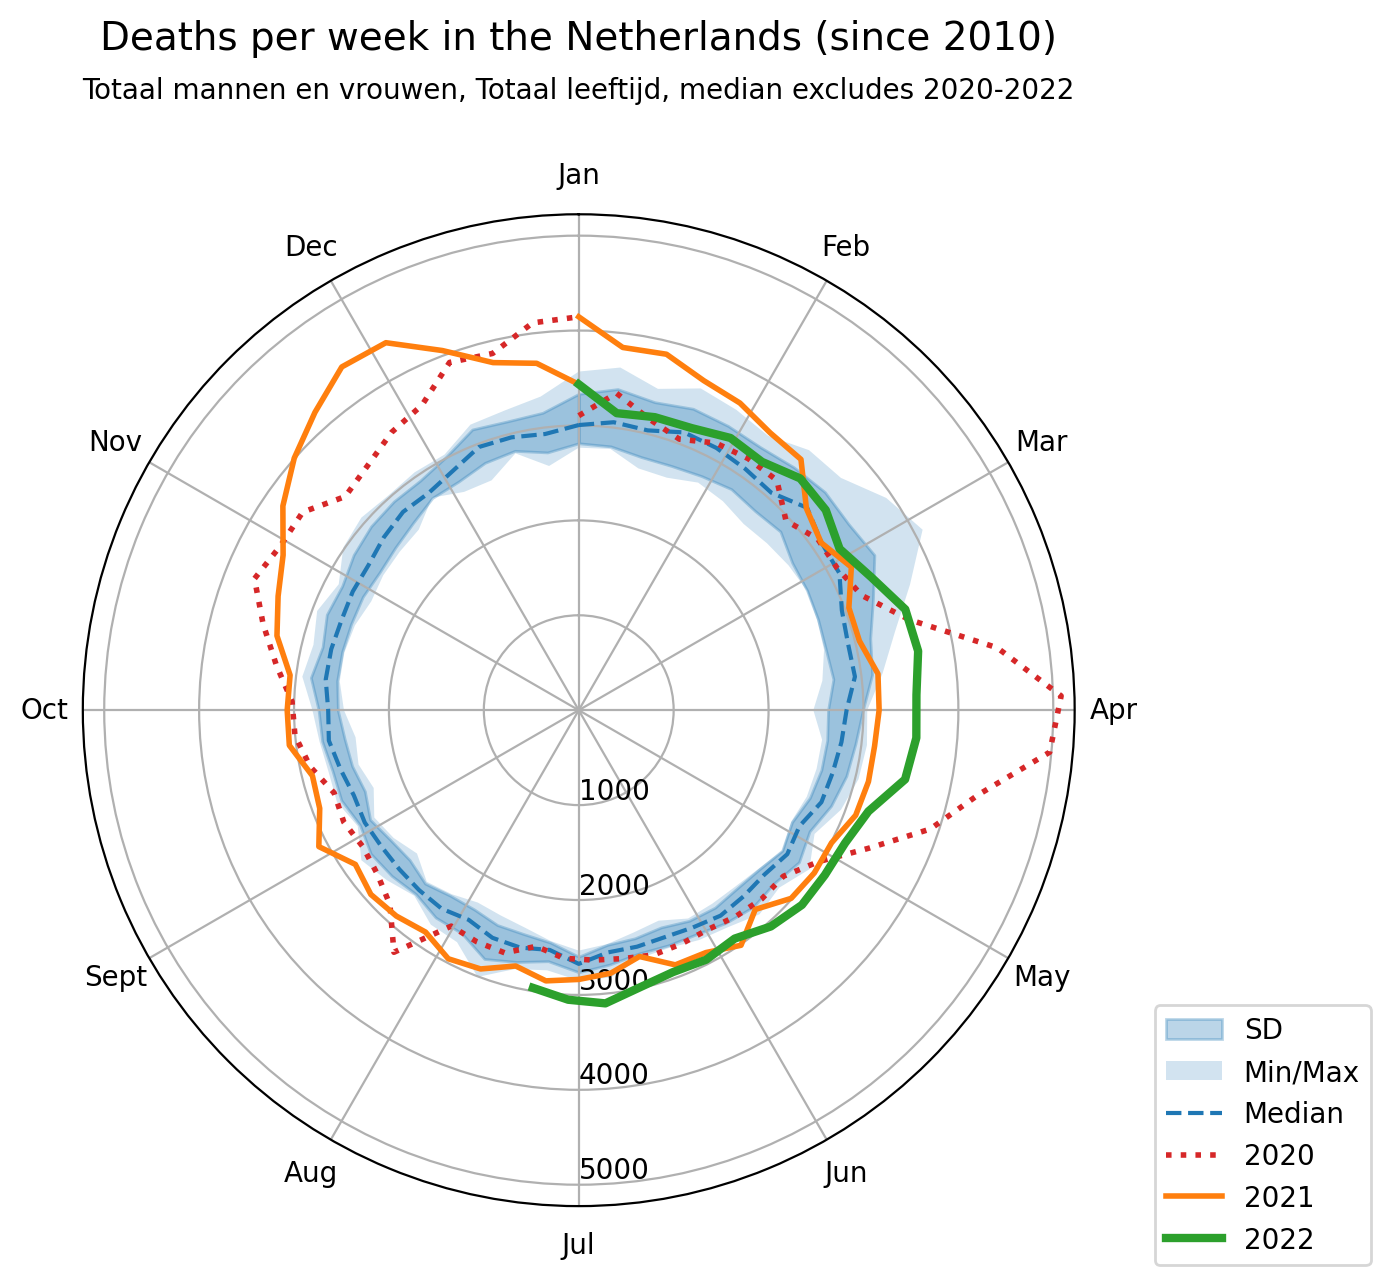 Deaths per week in the Netherlands (since 2010)
Totaal mannen en vrouwen, Totaal leeftijd, median excludes 2020-2022
Jan
Feb
Mar
Apr
May
Jun
Jul
Aug
Sept
Oct
Nov
Dec
1000
2000
3000
4000
5000
SD
Min/Max
Median
2020
2021
2022